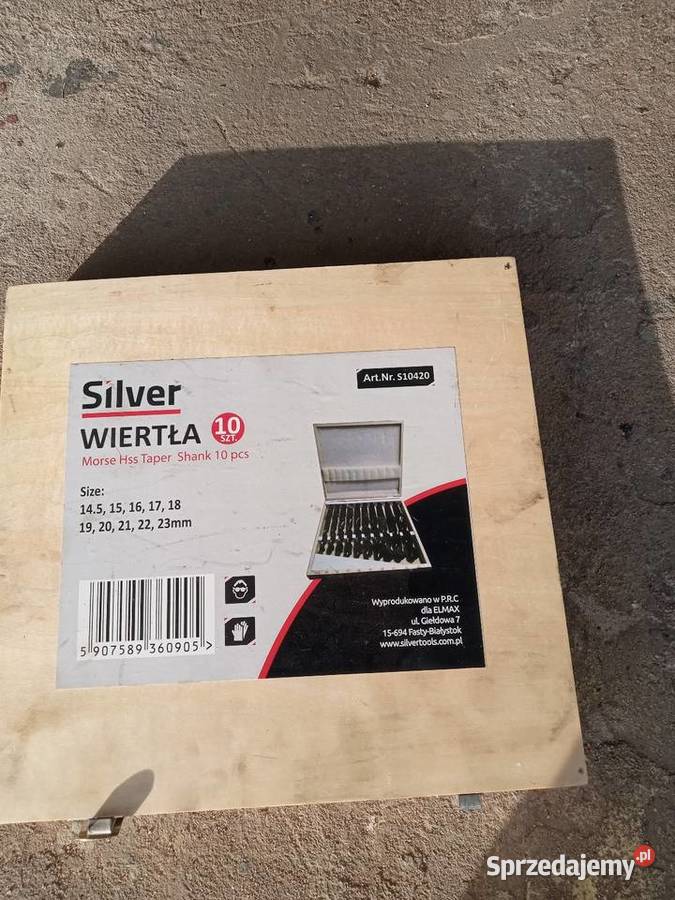 Silver
Art.Nr. S10420
WIERTŁA
10
SZT.
Morse Hss Taper Shank 10 pcs
Size:
14.5, 15, 16, 17, 18
19, 20, 21, 22, 23mm
5 907589 360905 >
Wyprodukowano w P.R.C
dla ELMAX
ul. Giełdowa 7
15-694 Fasty-Białystok
www.silvertools.com.pl
Sprzedajemy.pl